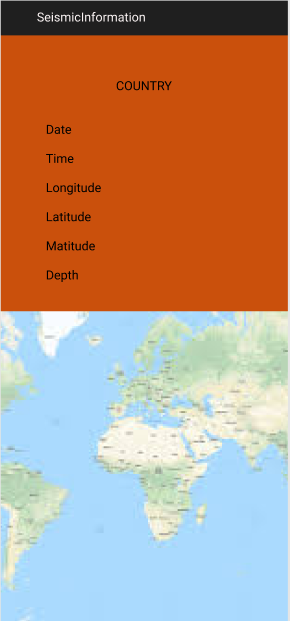 SeismicInformation
COUNTRY
Date
Time
Longitude
Latitude
Matitude
Depth